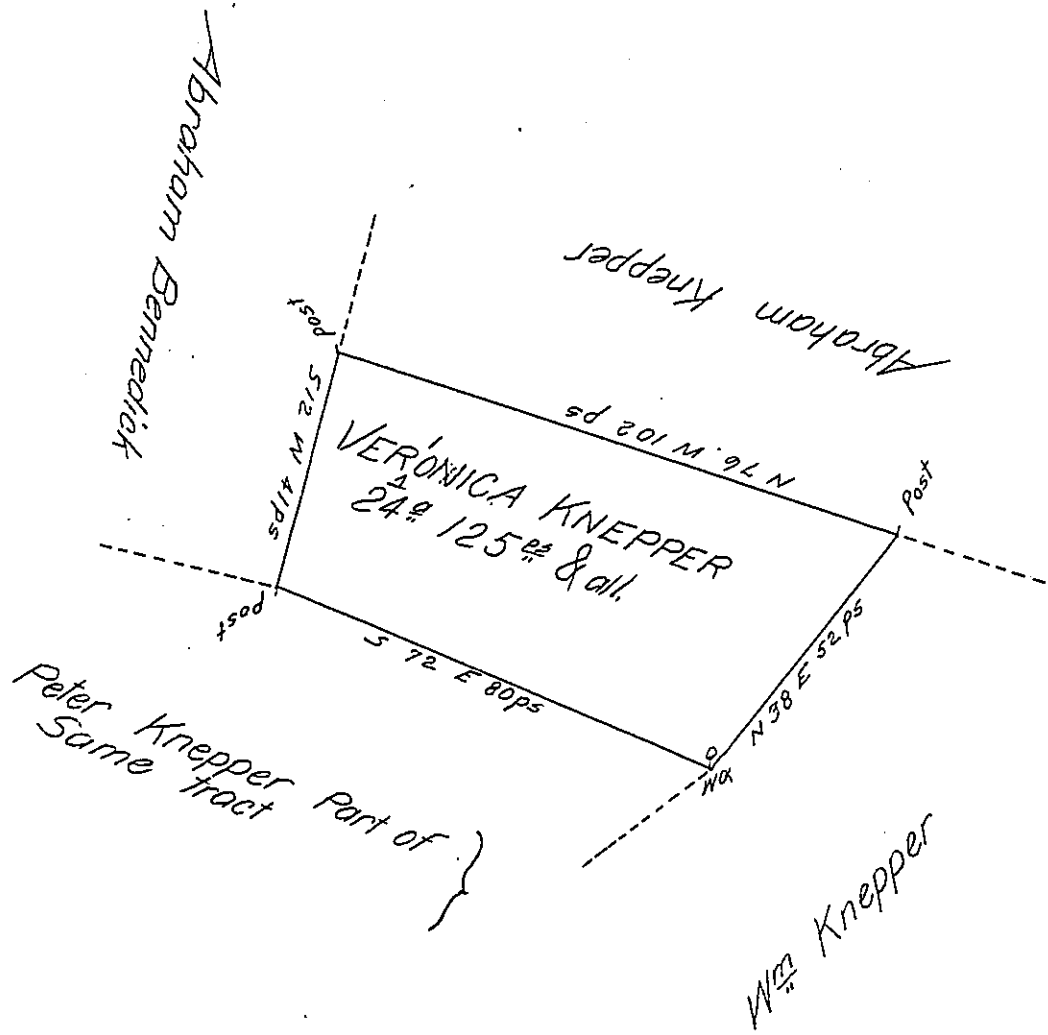 Abraham Bennedick
Abraham Knepper
post
S 12 W 41ps
N 76. W 102 ps
Post
VERONICA KNEPPER
24a 125ps & all.
post
S 72 E 80ps
N 38 E 52 ps
WO
Peter Knepper Part of
Same tract
Wm Knepper